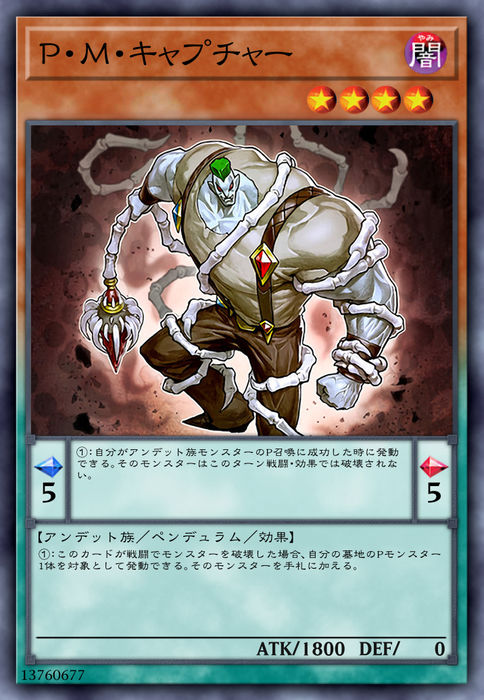 P・M・キャプチャー
やみ
闇
①:自分がアンデット族モンスターのP召喚に成功した時に発動
できる。そのモンスターはこのターン戦闘・効果では破壊されな
い。
5
5
【アンデット族／ペンデュラム／効果】
①:このカードが戦闘でモンスターを破壊した場合、自分の墓地のPモンスター
1体を対象として発動できる。そのモンスターを手札に加える。
ATK/1800 DEF/ 0
13760677